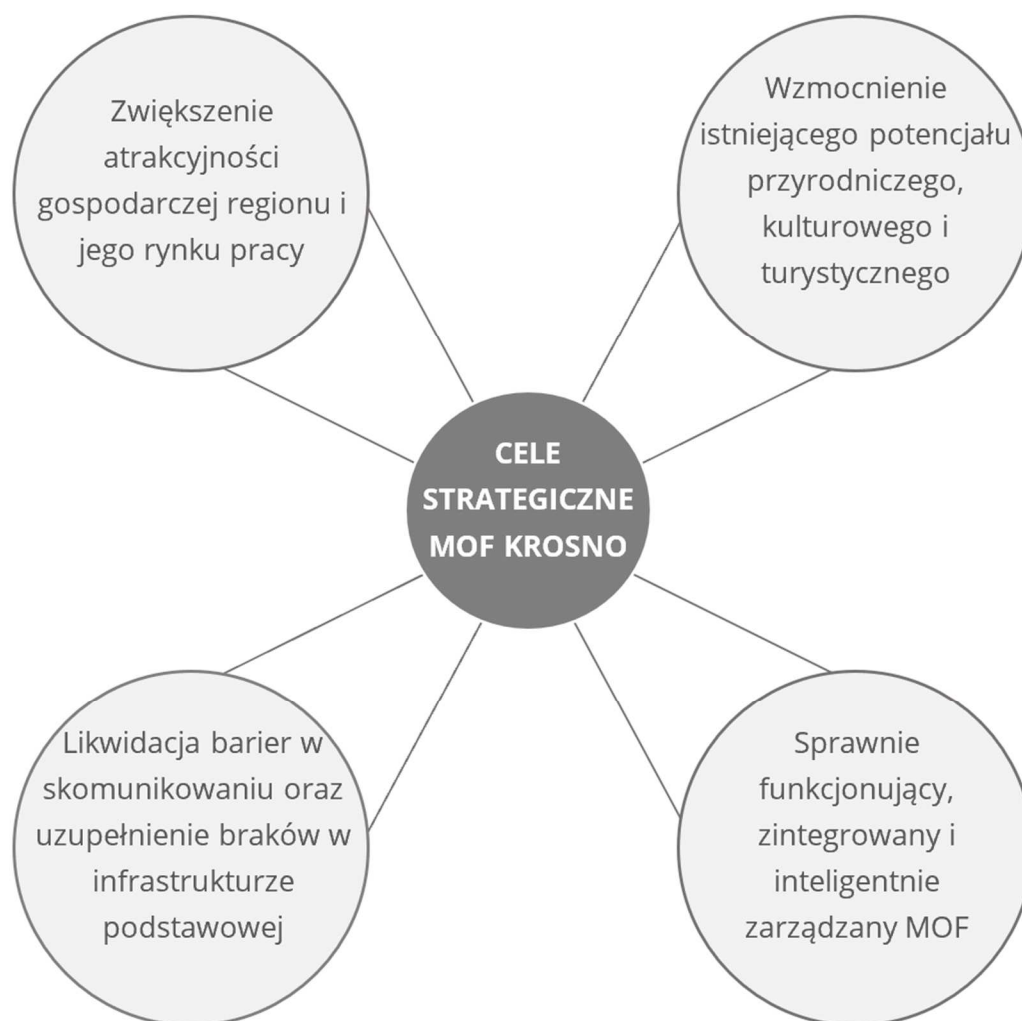 Zwiększenie
atrakcyjności
gospodarczej regionu i
jego rynku pracy
Wzmocnienie
istniejącego potencjału
przyrodniczego,
kulturowego i
turystycznego
CELE
STRATEGICZNE
MOF KROSNO
Likwidacja barier w
skomunikowaniu oraz
uzupełnienie braków w
infrastrukturze
podstawowej
Sprawnie
funkcjonujący,
zintegrowany i
inteligentnie
zarządzany MOF